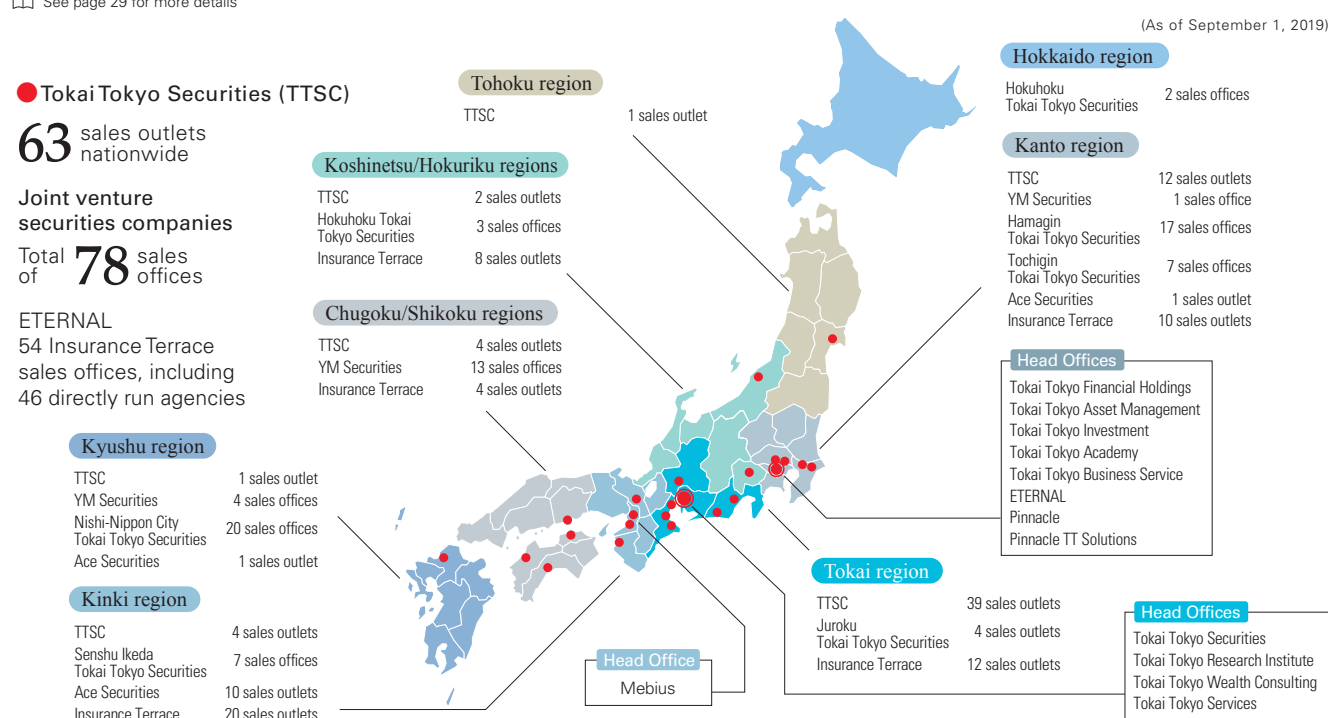 See page 29 for more details
(As of September 1, 2019)
Tokai Tokyo Securities (TTSC)
63 sales outlets
nationwide
Joint venture
securities companies
Total
of 78 sales
offices
ETERNAL
54 Insurance Terrace
sales offices, including
46 directly run agencies
Tohoku region
TTSC 1 sales outlet
Koshinetsu/Hokuriku regions
TTSC 2 sales outlets
Hokuhoku Tokai
Tokyo Securities 3 sales offices
Insurance Terrace 8 sales outlets
Chugoku/Shikoku regions
TTSC 4 sales outlets
YM Securities 13 sales offices
Insurance Terrace 4 sales outlets
Kyushu region
TTSC 1 sales outlet
YM Securities 4 sales offices
Nishi-Nippon City
Tokai Tokyo Securities 20 sales offices
Ace Securities 1 sales outlet
Kinki region
TTSC 4 sales outlets
Senshu Ikeda
Tokai Tokyo Securities 7 sales offices
Ace Securities 10 sales outlets
Insurance Terrace 20 sales outlets
Hokkaido region
Hokuhoku
Tokai Tokyo Securities 2 sales offices
Kanto region
TTSC 12 sales outlets
YM Securities 1 sales office
Hamagin
Tokai Tokyo Securities 17 sales offices
Tochigin
Tokai Tokyo Securities 7 sales offices
Ace Securities 1 sales outlet
Insurance Terrace 10 sales outlets
Head Offices
Tokai Tokyo Financial Holdings
Tokai Tokyo Asset Management
Tokai Tokyo Investment
Tokai Tokyo Academy
Tokai Tokyo Business Service
ETERNAL
Pinnacle
Pinnacle TT Solutions
Tokai region
TTSC 39 sales outlets
Juroku
Tokai Tokyo Securities 4 sales outlets
Insurance Terrace 12 sales outlets
Head Office
Mebius
Head Offices
Tokai Tokyo Securities
Tokai Tokyo Research Institute
Tokai Tokyo Wealth Consulting
Tokai Tokyo Services